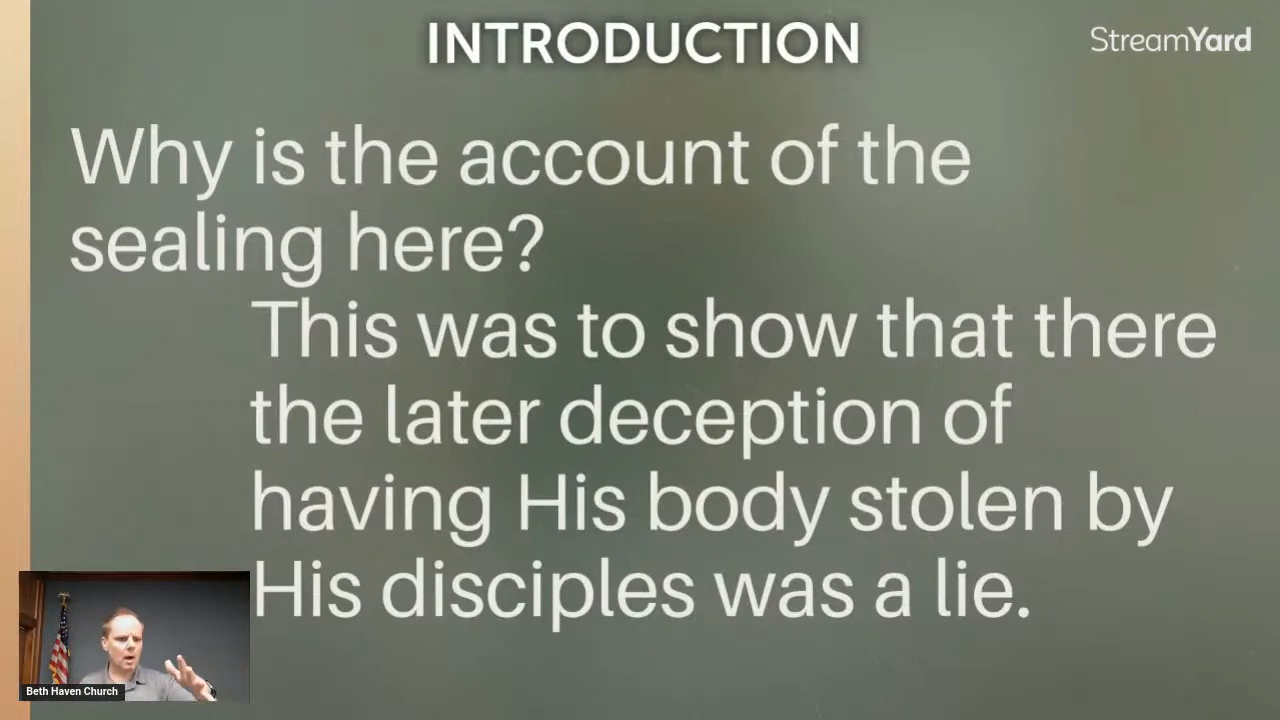 INTRODUCTION
StreamYard
Why is the account of the
sealing here?
This was to show that there
the later deception of
having His body stolen by
His disciples was a lie.
Beth Haven Church